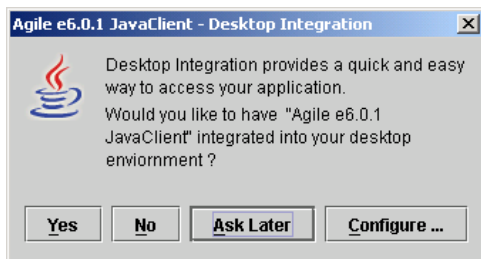 Agile e6.0.1 JavaClient - Desktop Integration
Desktop Integration provides a quick and easy
way to access your application.
Would you like to have "Agile e6.0.1
JavaClient" integrated into your desktop
enviornment ?
Yes No Ask Later Configure ...